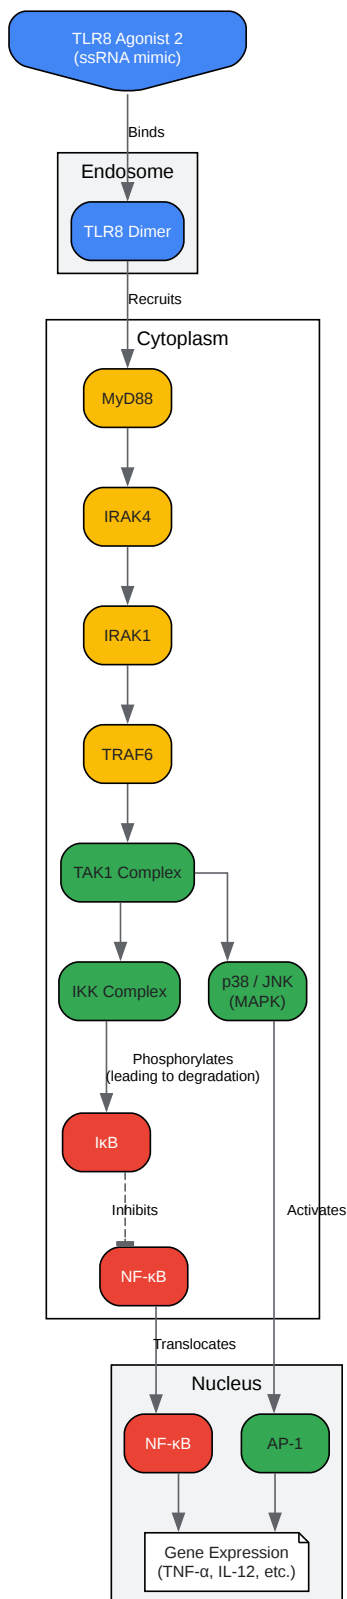 TLR8 Agonist 2
(ssRNA mimic)
Binds
Endosome
TLR8 Dimer
Recruits
Cytoplasm
MyD88
IRAK4
IRAK1
TRAF6
TAK1 Complex
IKK Complex
p38 / JNK
(MAPK)
Phosphorylates
(leading to degradation)
IκB
Inhibits
Activates
NF-κB
Translocates
Nucleus
NF-κB
AP-1
Gene Expression
(TNF-α, IL-12, etc.)